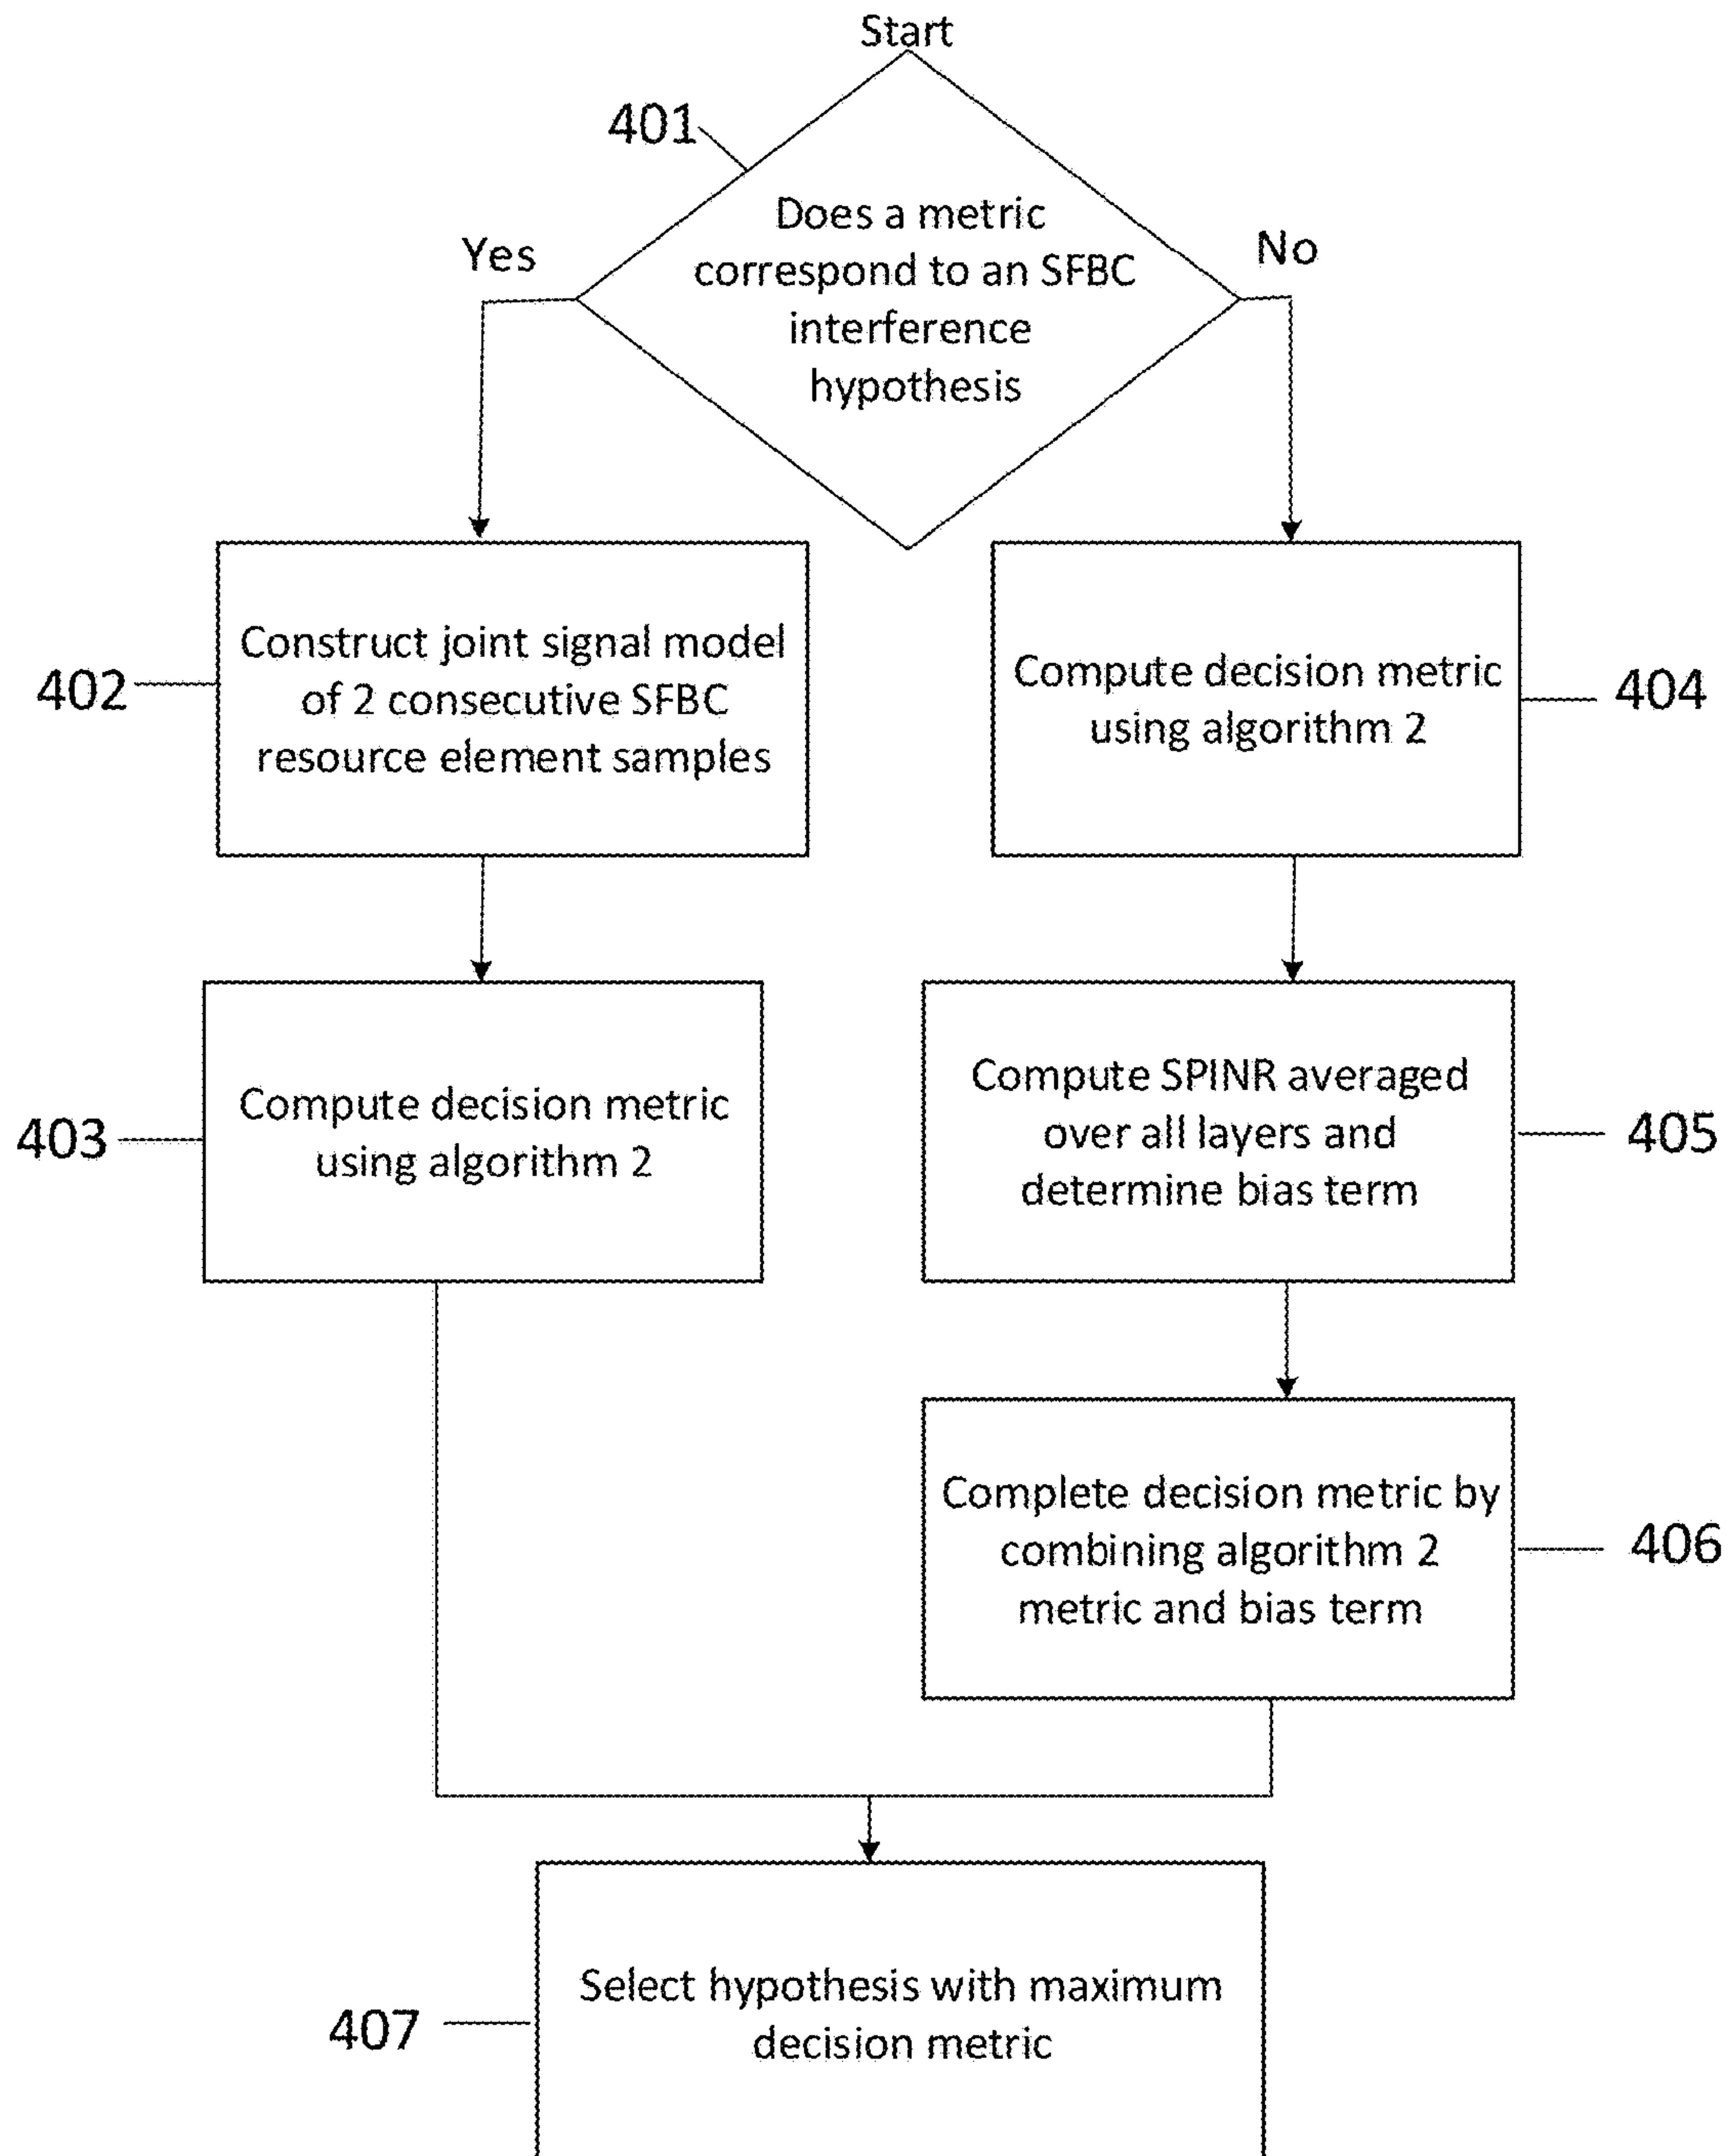 Start
401
Does a metric
correspond to an SFBC
interference
hypothesis
Yes
No
402
Construct joint signal model
of 2 consecutive SFBC
resource element samples
Compute decision metric
using algorithm 2
404
403
Compute decision metric
using algorithm 2
Compute SPINR averaged
over all layers and
determine bias term
405
Complete decision metric by
combining algorithm 2
metric and bias term
406
407
Select hypothesis with maximum
decision metric